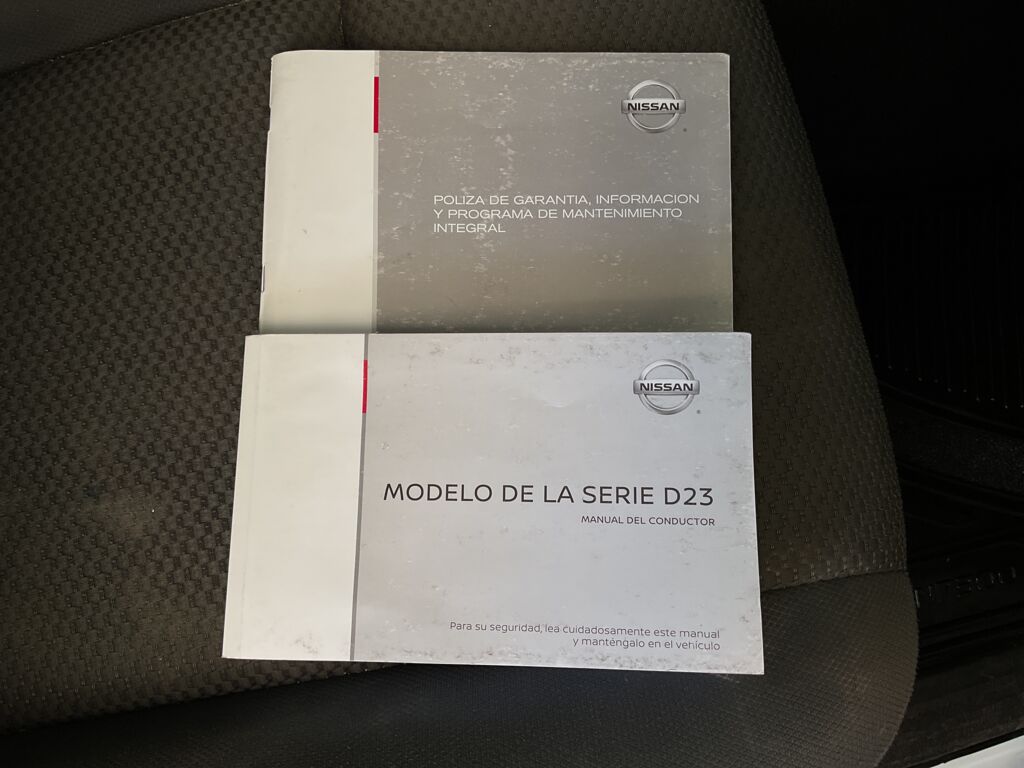 NISSAN
POLIZA DE GARANTIA, INFORMACION
Y PROGRAMA DE MANTENIMIENTO
INTEGRAL
NISSAN
MODELO DE LA SERIE D23
MANUAL DEL CONDUCTOR
Para su seguridad, lea cuidadosamente este manual
y manténgalo en el vehículo